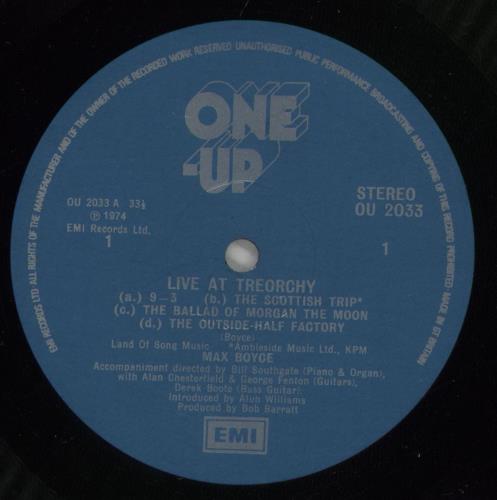 EMI RECORDS LTD ALL RIGHTS OF THE MANUFACTURER AND OF THE OWNER OF THE RECORDED WORK RESERVED UNAUTHORISED PUBLIC PERFORMANCE BROADCASTING AND COPYING OF THIS RECORD PROHIBITED MADE IN GT BRITAIN
ONE
-UP
OU 2033 A 33⅓
℗ 1974
EMI Records Ltd.
1
STEREO
OU 2033
1
LIVE AT TREORCHY
(a.) 9–3 (b.) THE SCOTTISH TRIP*
(c.) THE BALLAD OF MORGAN THE MOON
(d.) THE OUTSIDE-HALF FACTORY
(Boyce)
Land Of Song Music *Ambleside Music Ltd., KPM
MAX BOYCE
Accompaniment directed by Bill Southgate (Piano & Organ),
with Alan Chesterfield & George Fenton (Guitars),
Derek Boote (Bass Guitar)
Introduced by Alun Williams
Produced by Bob Barratt
EMI